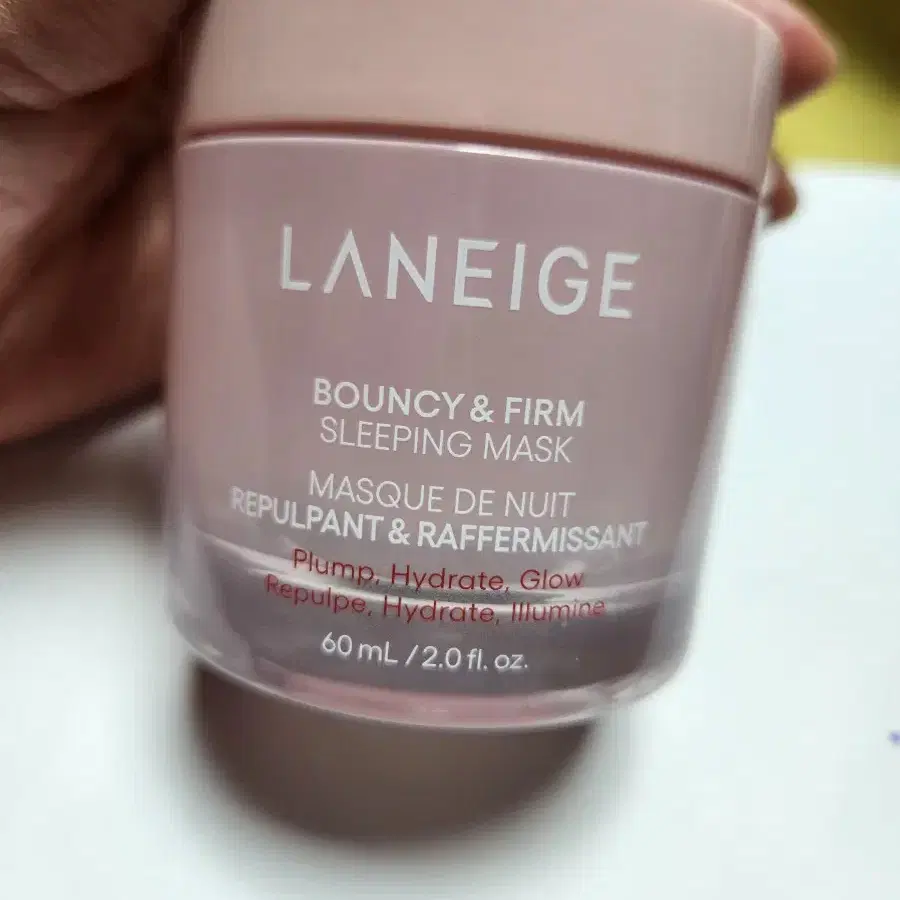 LANEIGE
BOUNCY & FIRM
SLEEPING MASK
MASQUE DE NUIT
REPULPANT & RAFFERMISSANT
Plump, Hydrate, Glow
Repulpe, Hydrate, Illumine
60 mL / 2.0 fl. oz.